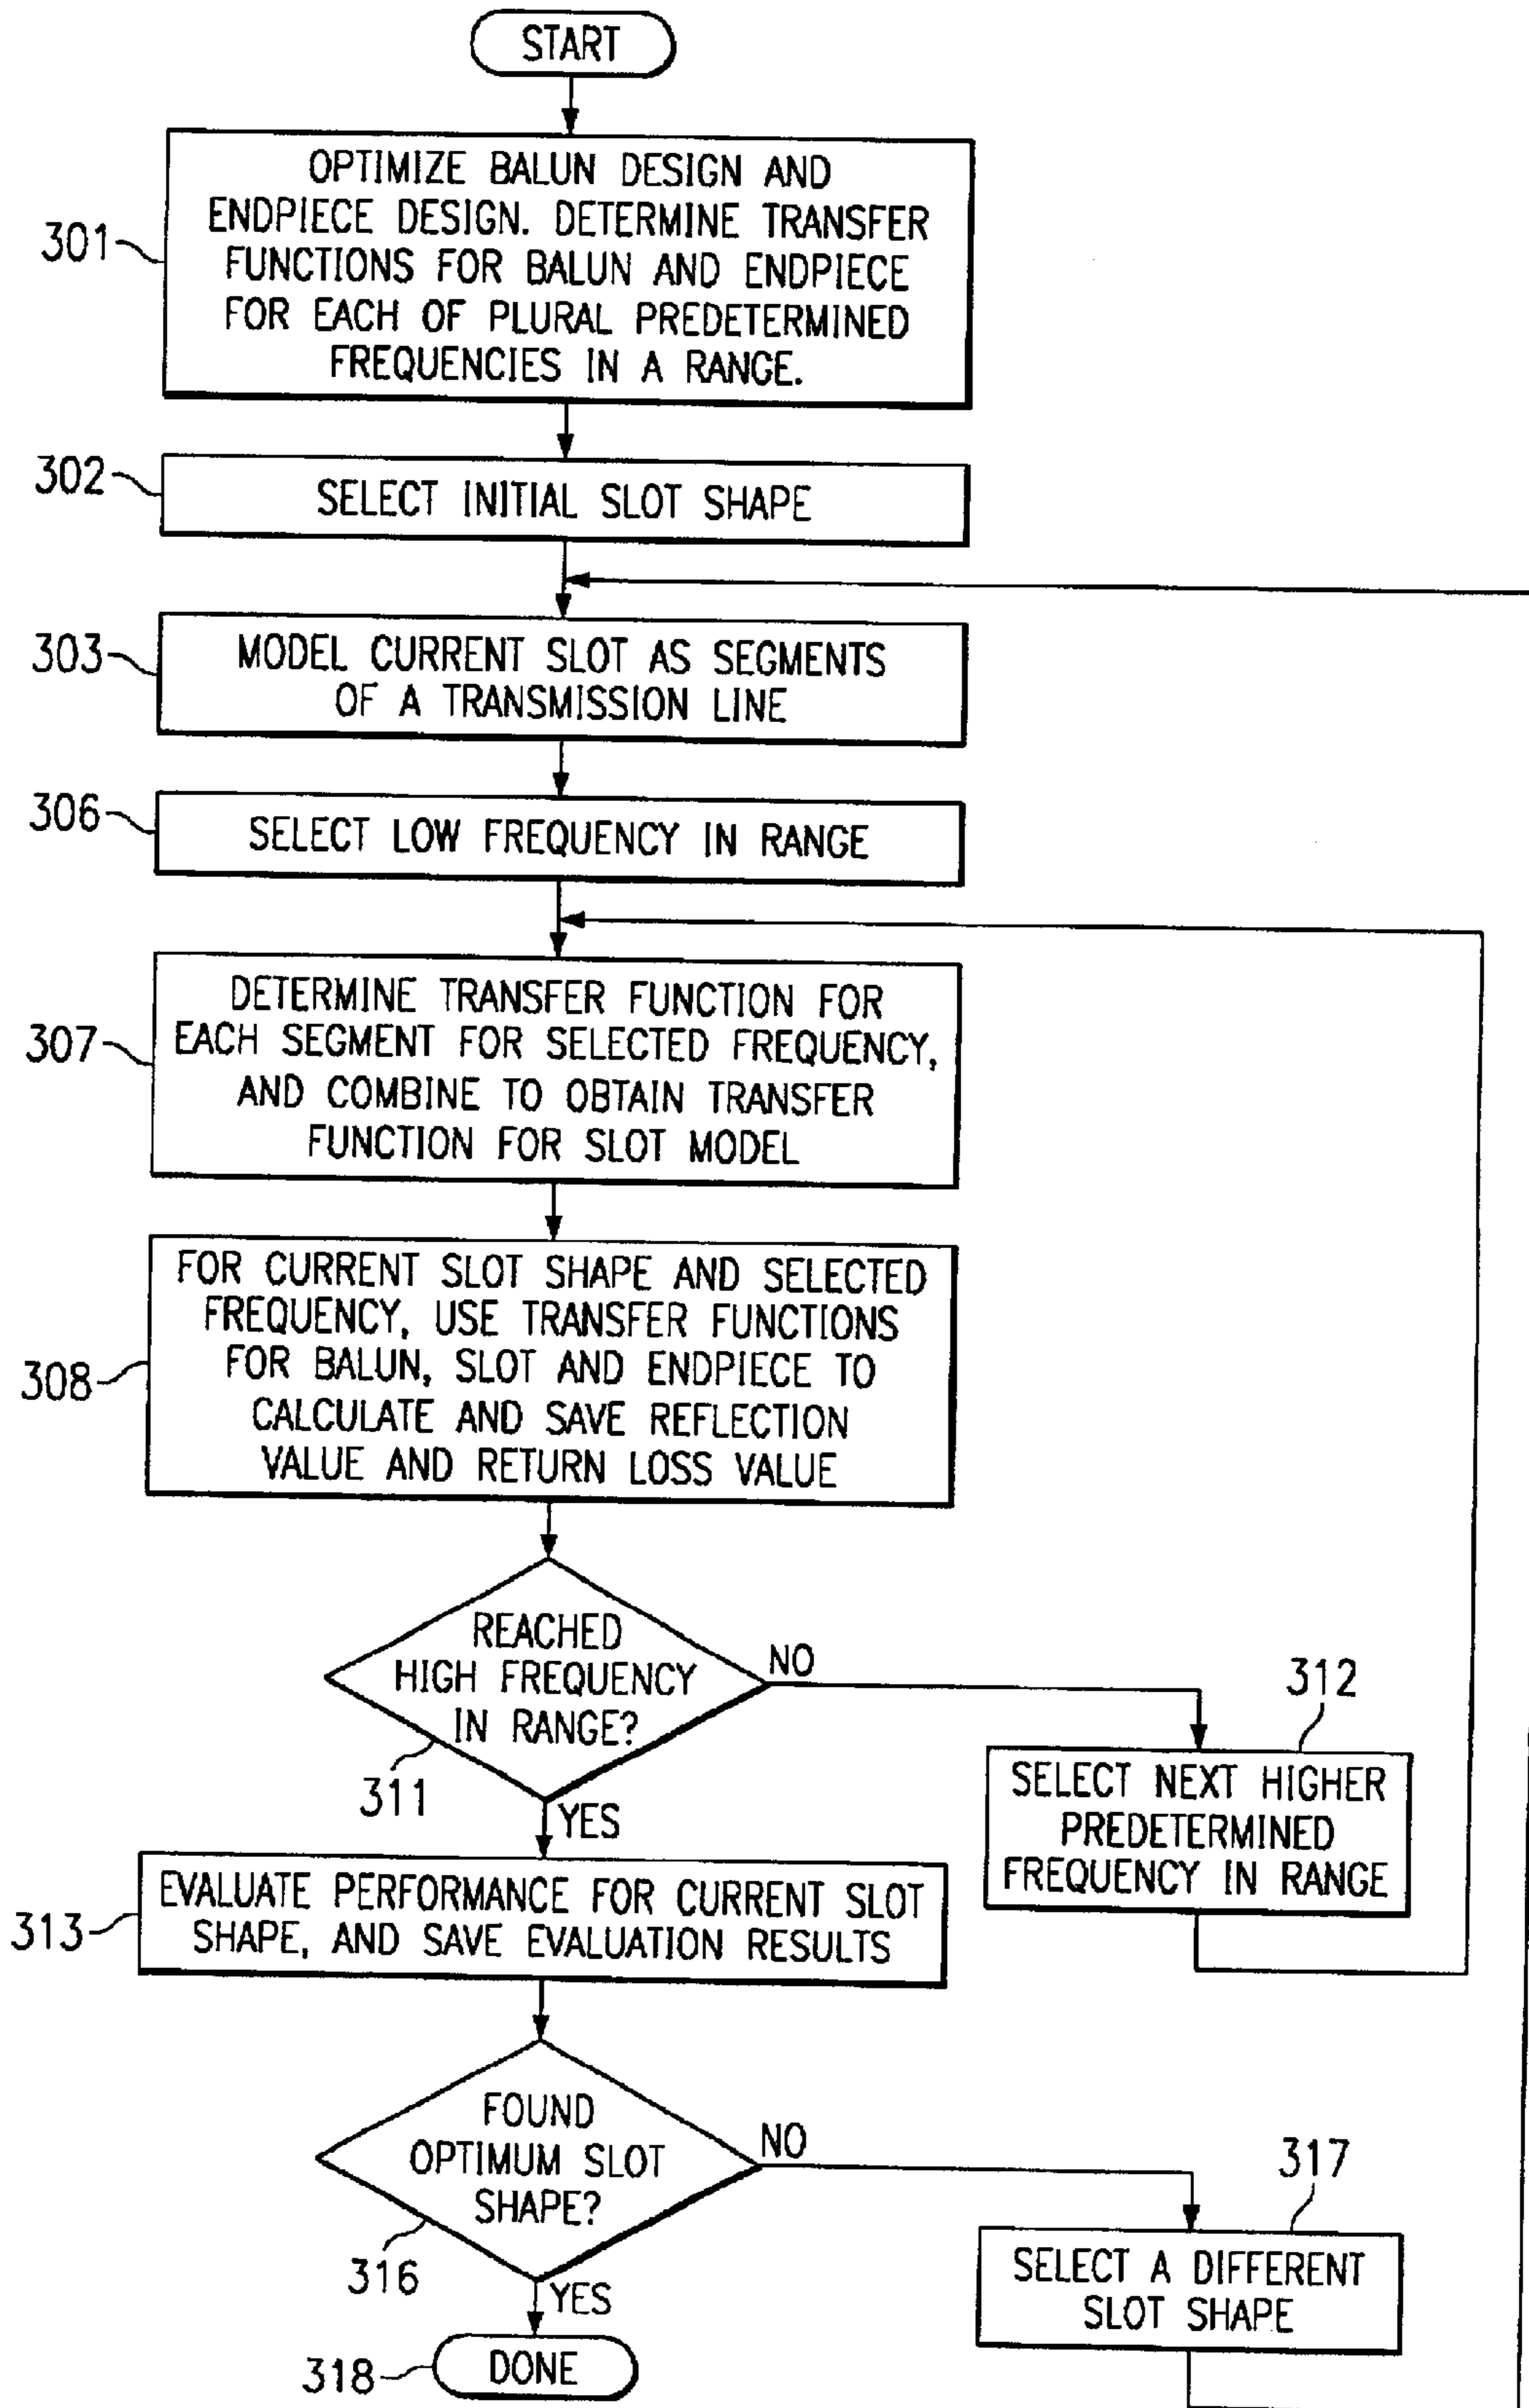 START
301
OPTIMIZE BALUN DESIGN AND
ENDPIECE DESIGN. DETERMINE TRANSFER
FUNCTIONS FOR BALUN AND ENDPIECE
FOR EACH OF PLURAL PREDETERMINED
FREQUENCIES IN A RANGE.
302
SELECT INITIAL SLOT SHAPE
303
MODEL CURRENT SLOT AS SEGMENTS
OF A TRANSMISSION LINE
306
SELECT LOW FREQUENCY IN RANGE
307
DETERMINE TRANSFER FUNCTION FOR
EACH SEGMENT FOR SELECTED FREQUENCY,
AND COMBINE TO OBTAIN TRANSFER
FUNCTION FOR SLOT MODEL
308
FOR CURRENT SLOT SHAPE AND SELECTED
FREQUENCY, USE TRANSFER FUNCTIONS
FOR BALUN, SLOT AND ENDPIECE TO
CALCULATE AND SAVE REFLECTION
VALUE AND RETURN LOSS VALUE
REACHED
HIGH FREQUENCY
IN RANGE?
311
NO
YES
312
SELECT NEXT HIGHER
PREDETERMINED
FREQUENCY IN RANGE
313
EVALUATE PERFORMANCE FOR CURRENT SLOT
SHAPE, AND SAVE EVALUATION RESULTS
FOUND
OPTIMUM SLOT
SHAPE?
316
NO
YES
317
SELECT A DIFFERENT
SLOT SHAPE
318
DONE